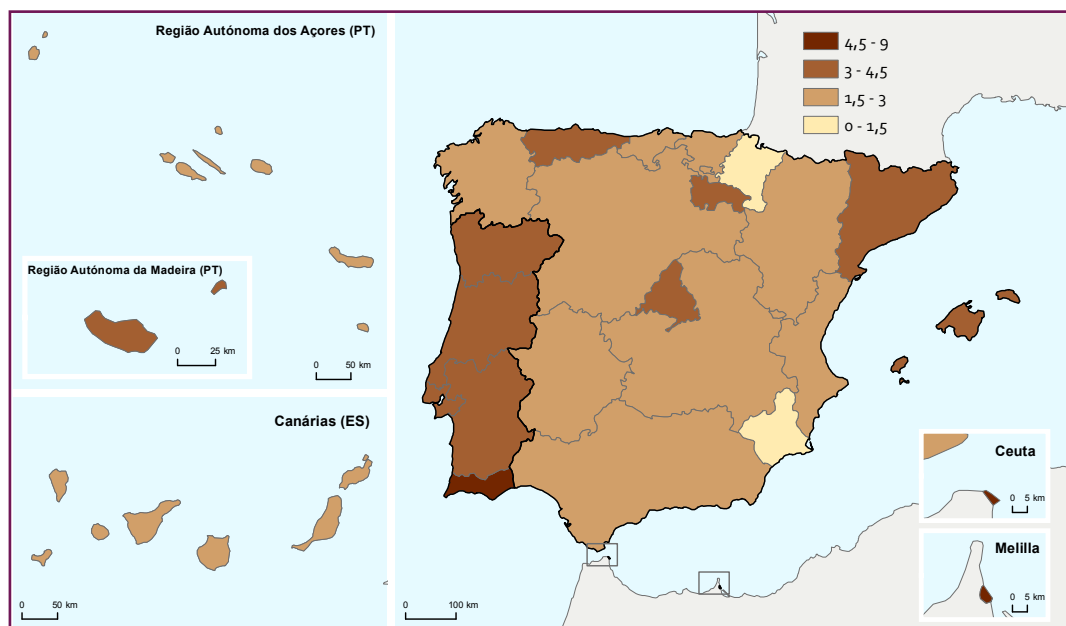 Região Autónoma dos Açores (PT)
4,5 - 9
3 - 4,5
1,5 - 3
0 - 1,5
Região Autónoma da Madeira (PT)
0 25 km
0 50 km
Canárias (ES)
0 50 km
0 100 km
Ceuta
0 5 km
Melilla
0 5 km